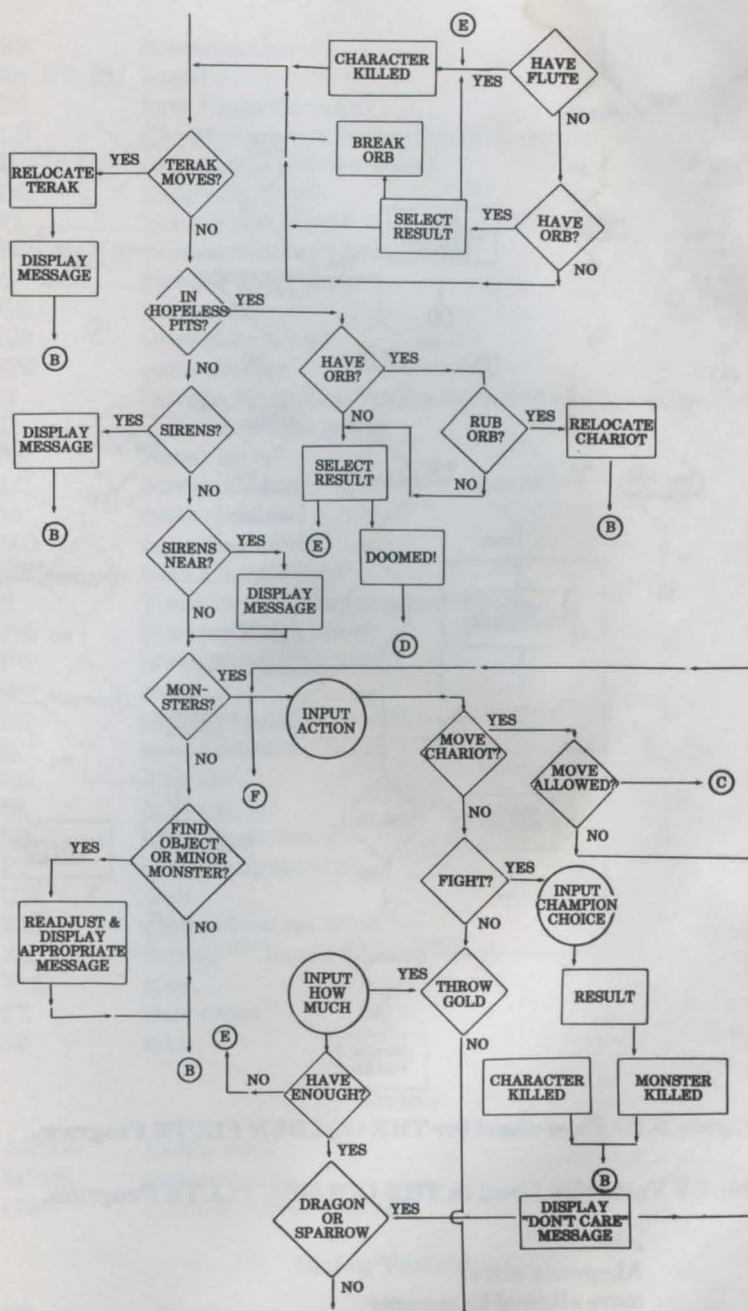 E
CHARACTER
KILLED
YES
HAVE
FLUTE
NO
BREAK
ORB
YES
RELOCATE
TERAK
TERAK
MOVES?
SELECT
RESULT
YES
HAVE
ORB?
NO
NO
DISPLAY
MESSAGE
B
IN
HOPELESS
PITS?
YES
NO
HAVE
ORB?
YES
NO
DISPLAY
MESSAGE
YES
SIRENS?
RUB
ORB?
YES
RELOCATE
CHARIOT
NO
SELECT
RESULT
NO
B
E
B
DOOMED!
D
SIRENS
NEAR?
YES
DISPLAY
MESSAGE
NO
MON-
STERS?
YES
INPUT
ACTION
MOVE
CHARIOT?
YES
MOVE
ALLOWED?
C
NO
F
NO
NO
FIND
OBJECT
OR MINOR
MONSTER?
YES
FIGHT?
YES
INPUT
CHAMPION
CHOICE
READJUST &
DISPLAY
APPROPRIATE
MESSAGE
NO
NO
INPUT
HOW
MUCH
YES
THROW
GOLD
RESULT
NO
E
B
NO
HAVE
ENOUGH?
CHARACTER
KILLED
MONSTER
KILLED
YES
B
DRAGON
OR
SPARROW
YES
DISPLAY
"DON'T CARE"
MESSAGE
NO